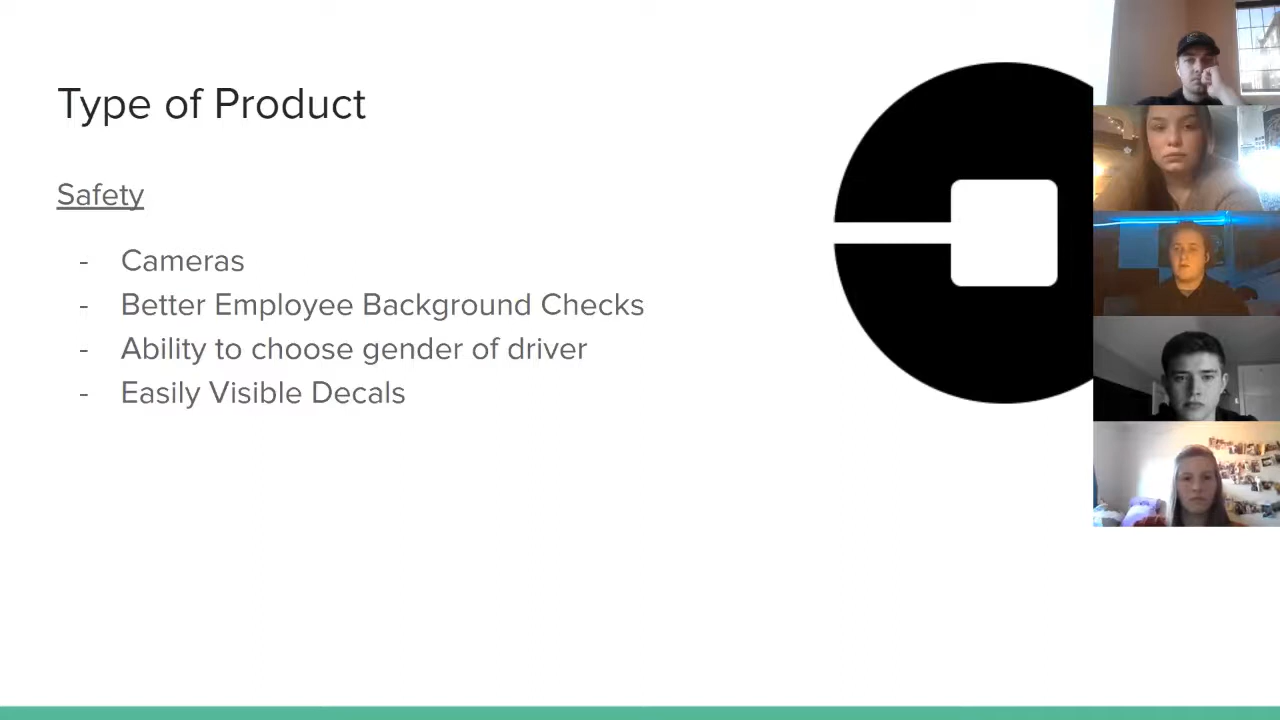 Type of Product
Safety
- Cameras
- Better Employee Background Checks
- Ability to choose gender of driver
- Easily Visible Decals